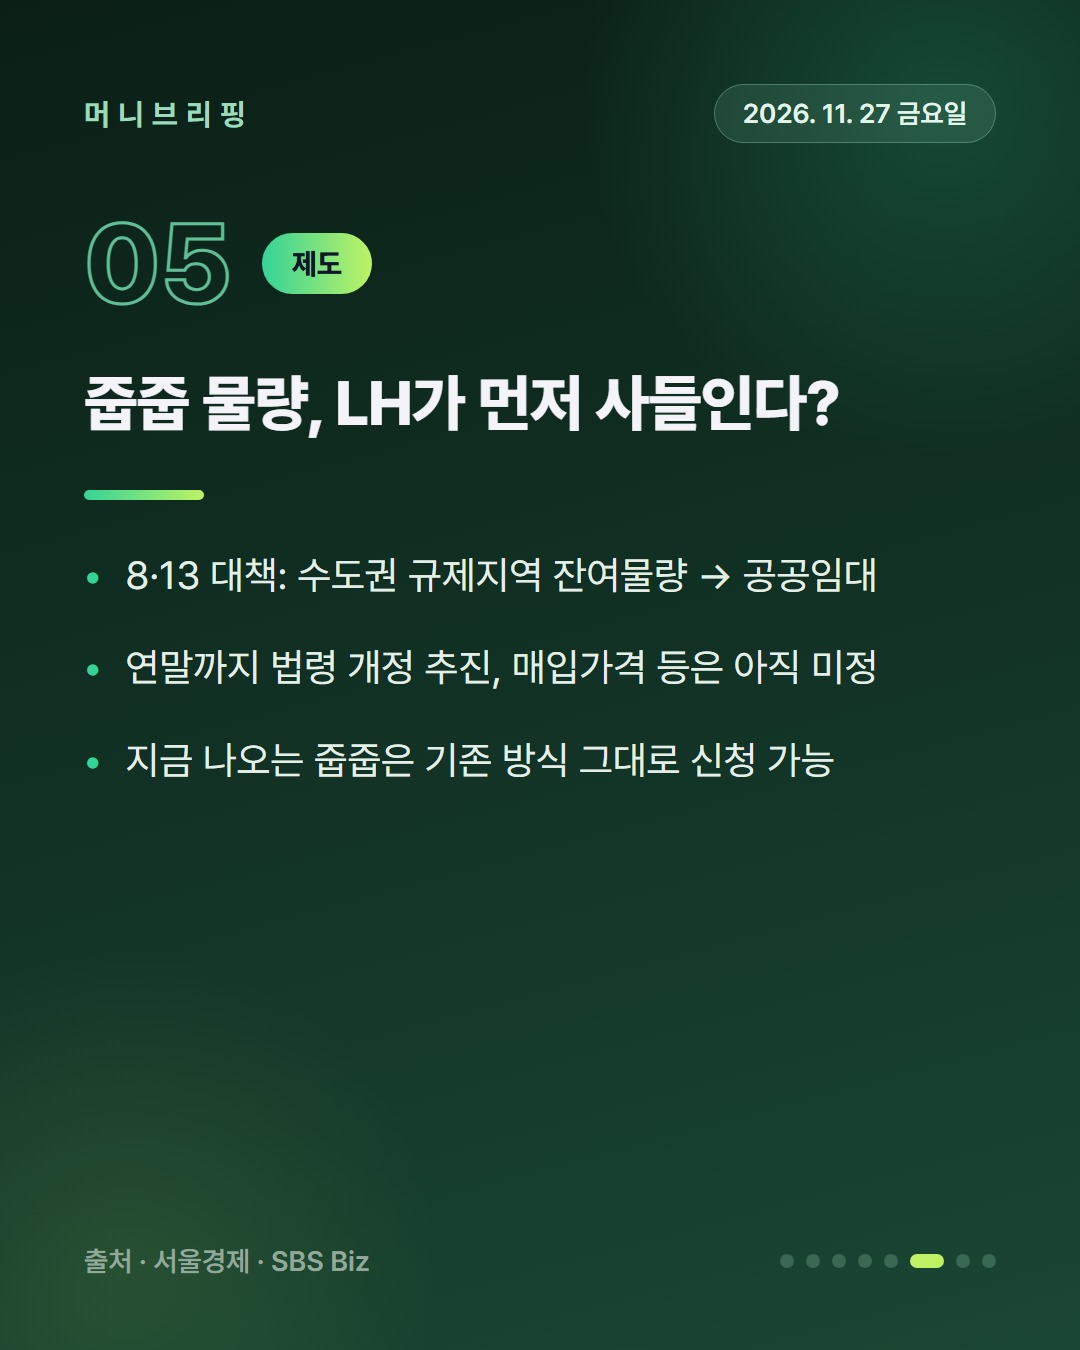 머니브리핑
2026. 11. 27 금요일
05
제도
줍줍 물량, LH가 먼저 사들인다?
• 8·13 대책: 수도권 규제지역 잔여물량 → 공공임대
• 연말까지 법령 개정 추진, 매입가격 등은 아직 미정
• 지금 나오는 줍줍은 기존 방식 그대로 신청 가능
출처 · 서울경제 · SBS Biz